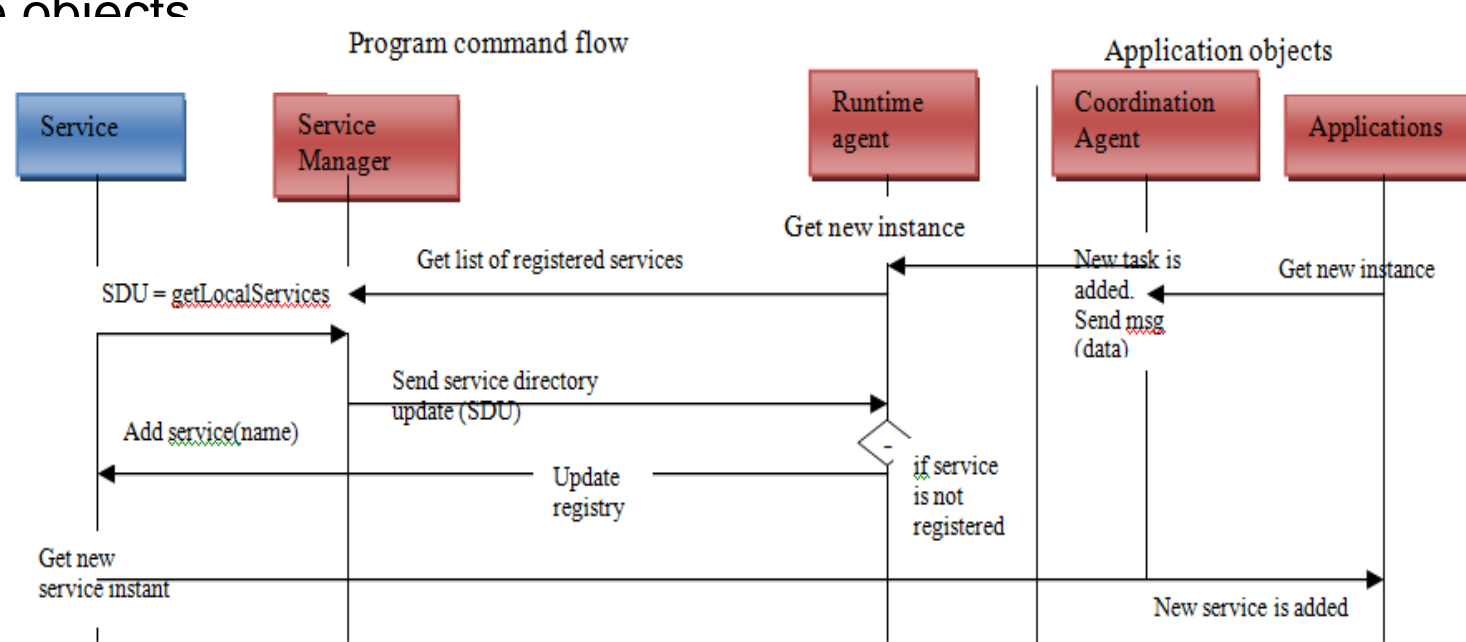 objects
Program command flow
Application objects
Service
Service
Manager
Runtime
agent
Coordination
Agent
Applications
Get new instance
Get list of registered services
New task is
added.
Send msg
(data)
Get new instance
SDU = getLocalServices
Send service directory
update (SDU)
Add service(name)
Update
registry
-
if service
is not
registered
Get new
service instant
New service is added